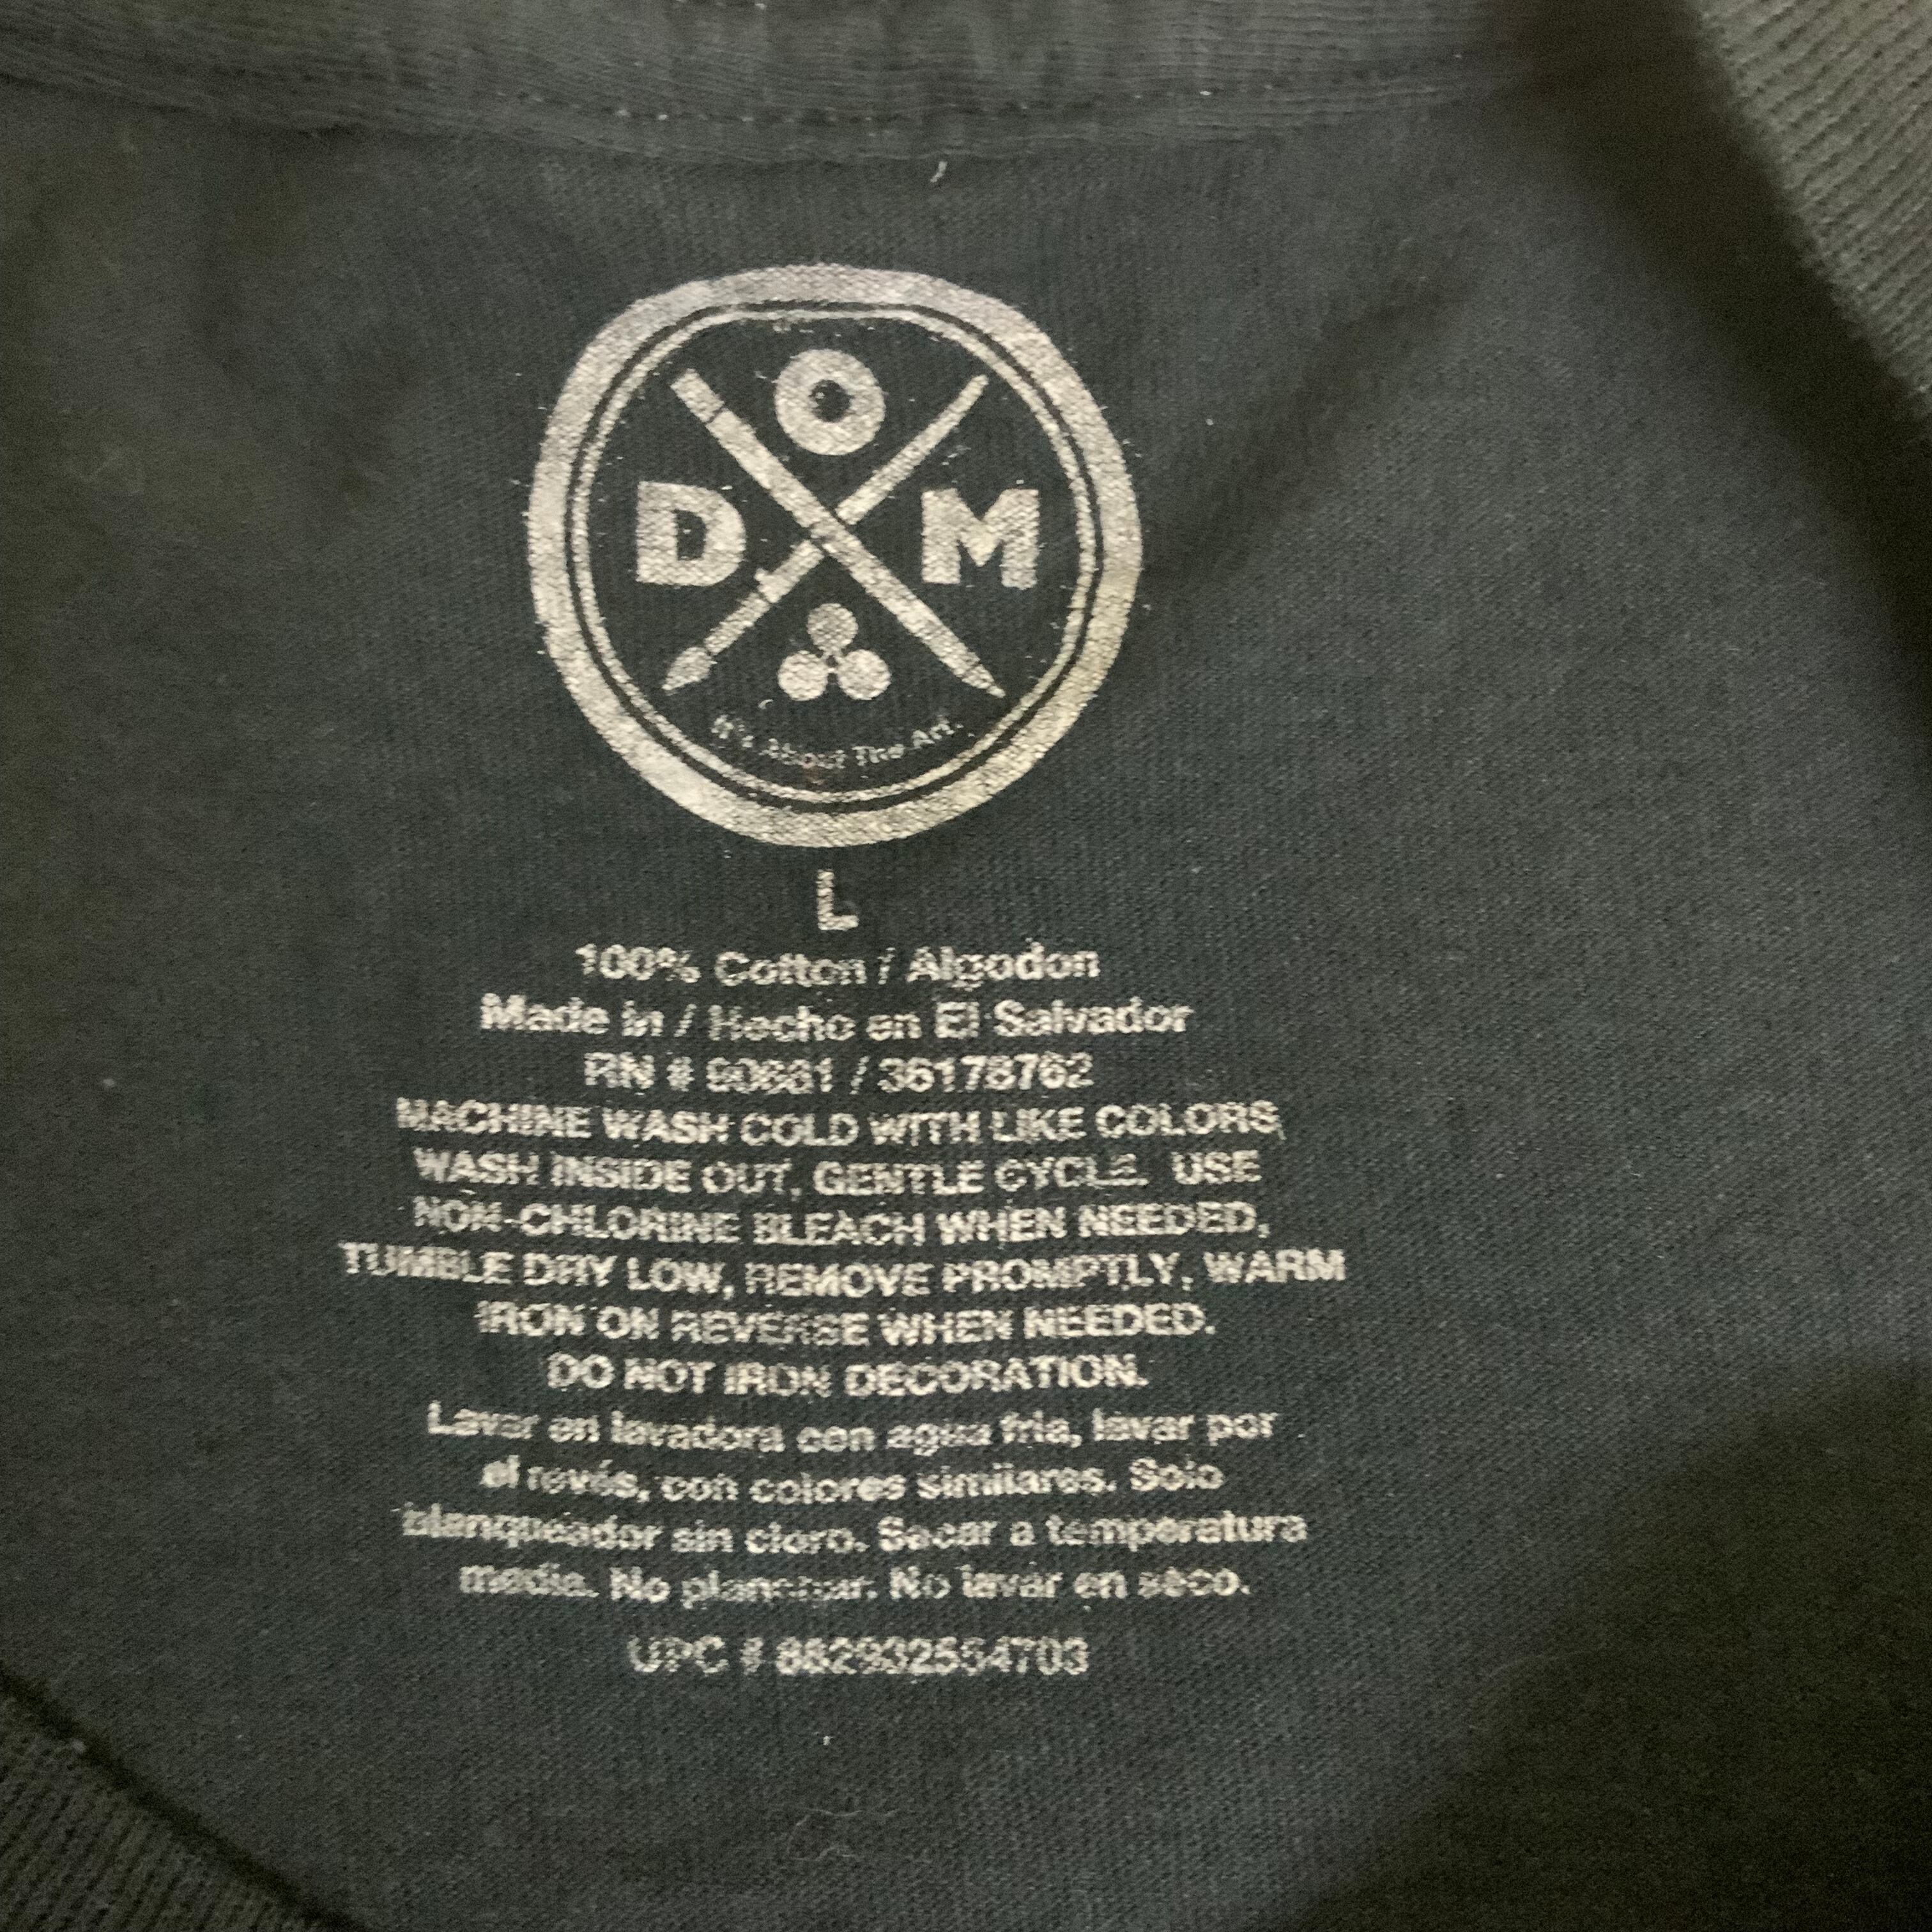 O
D M
It's About The Art.
L
100% Cotton / Algodon
Made in / Hecho en El Salvador
RN # / 36178762
MACHINE WASH COLD WITH LIKE COLORS,
WASH INSIDE OUT, GENTLE CYCLE. USE
NON-CHLORINE BLEACH WHEN NEEDED,
TUMBLE DRY LOW, REMOVE PROMPTLY, WARM
IRON ON REVERSE WHEN NEEDED.
DO NOT IRON DECORATION.
Lavar en lavadora con agua fria, lavar por
el revés, con colores similares. Solo
blanqueador sin cloro. Secar a temperatura
media. No planchar. No lavar en seco.
UPC #